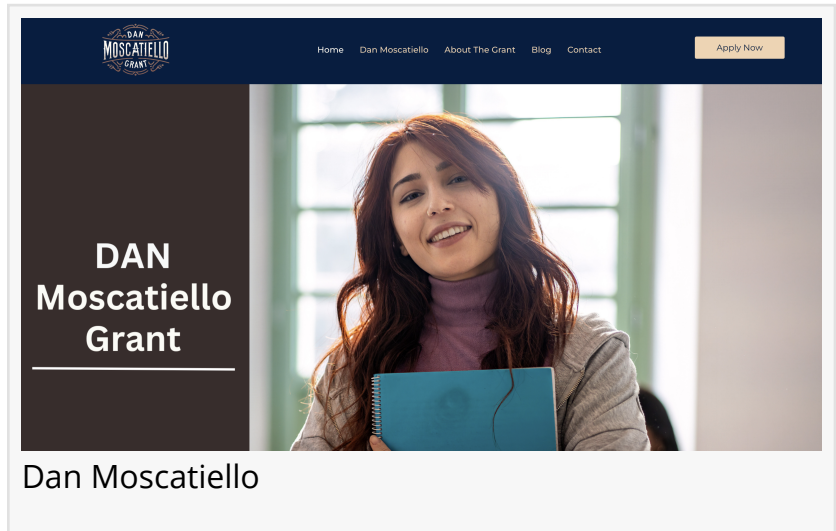 DAN
MOSCATIELLO
GRANT
Home Dan Moscatiello About The Grant Blog Contact
Apply Now
DAN
Moscatiello
Grant
Dan Moscatiello